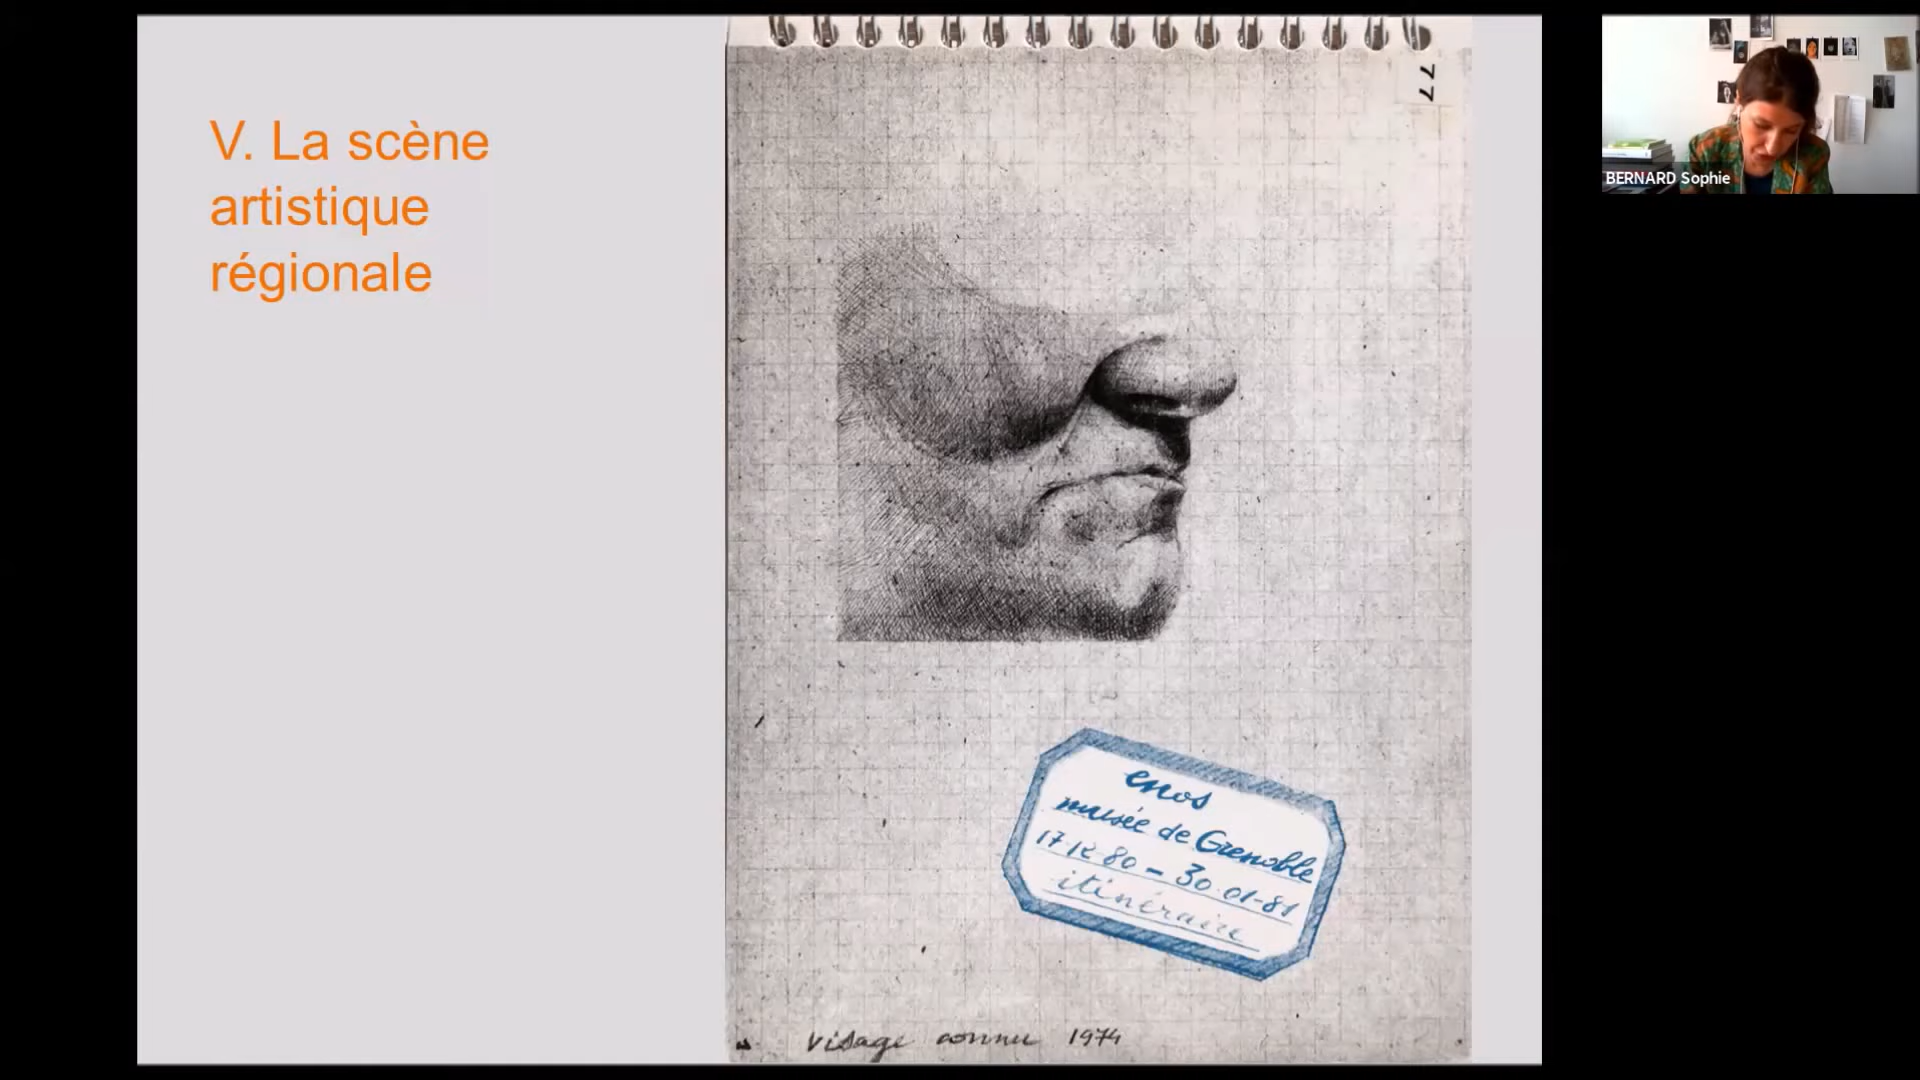 V. La scène
artistique
régionale
77
enos
musée de Grenoble
17-12-80 - 30-01-81
itinéraire
visage connu 1974
BERNARD Sophie